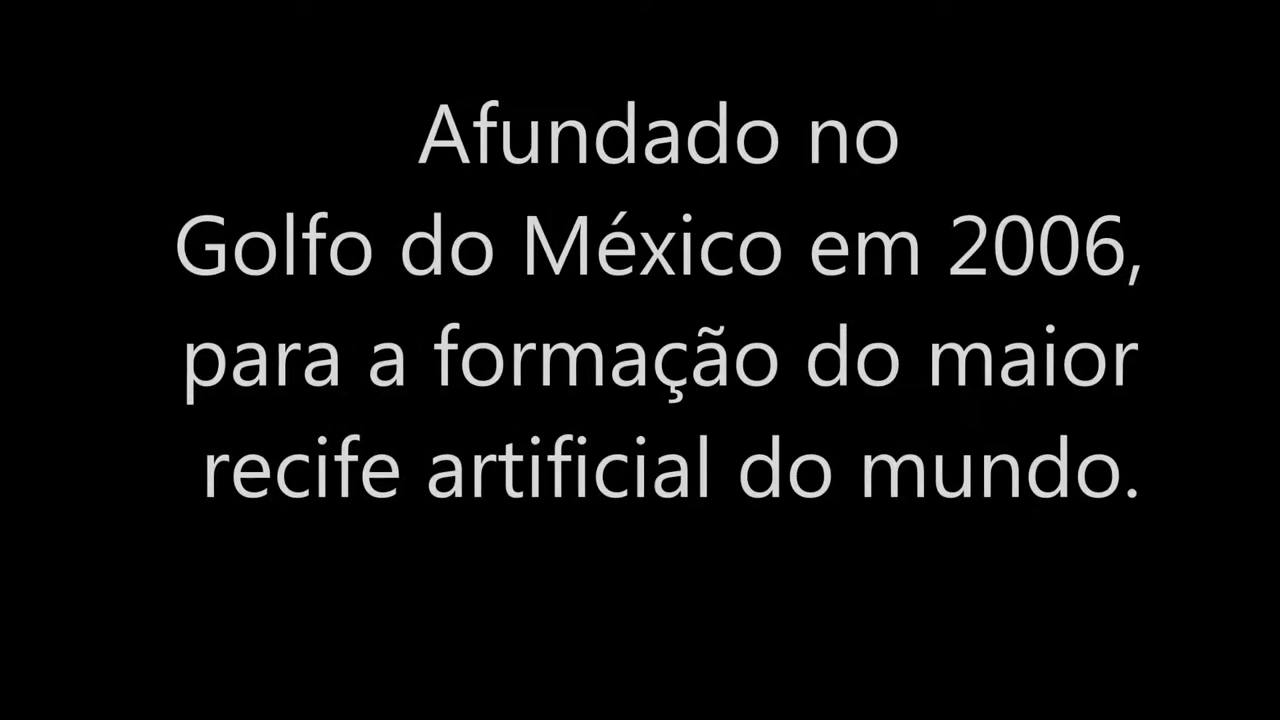 Afundado no
Golfo do México em 2006,
para a formação do maior
recife artificial do mundo.